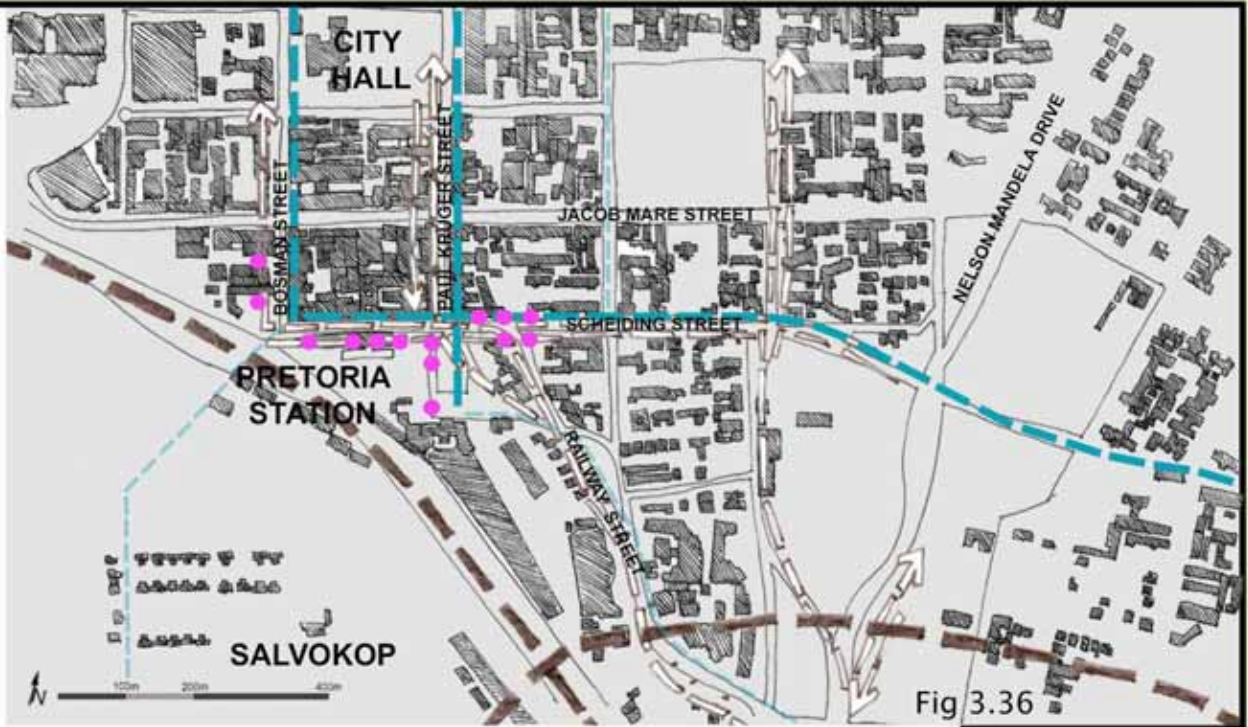 CITY
HALL
BOSMAN STREET
PAUL KRUGER STREET
JACOB MARE STREET
NELSON MANDELA DRIVE
SCHEIDING STREET
PRETORIA
STATION
RAILWAY STREET
SALVOKOP
N
100m 200m 400m
Fig 3.36